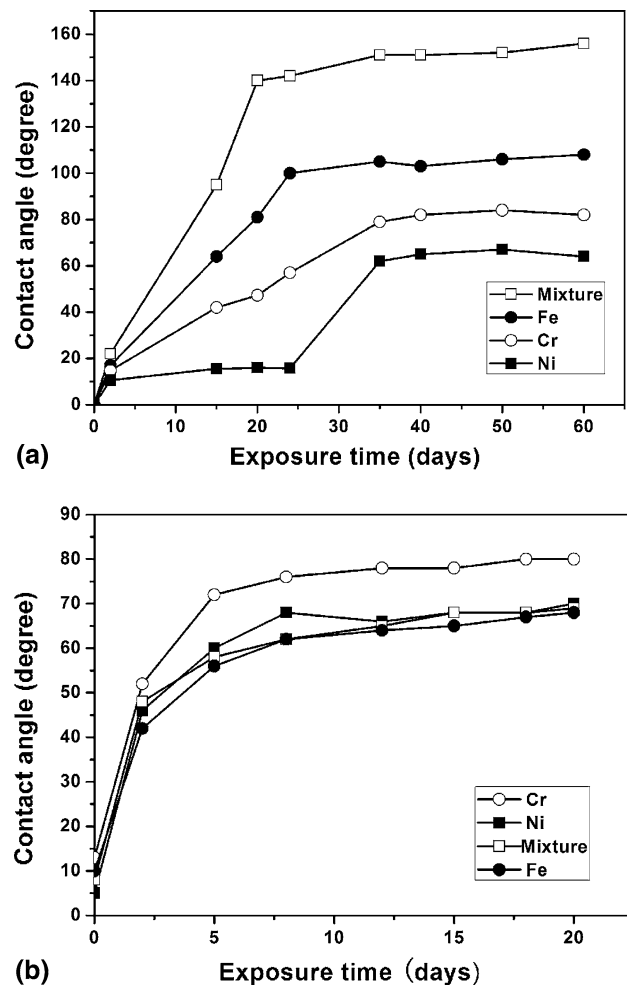 160
140
120
100
80
60
40
20
0
Contact angle (degree)
Mixture
Fe
Cr
Ni
0 10 20 30 40 50 60
(a) Exposure time (days)
90
80
70
60
50
40
30
20
10
0
Contact angle (degree)
Cr
Ni
Mixture
Fe
0 5 10 15 20
(b) Exposure time (days)